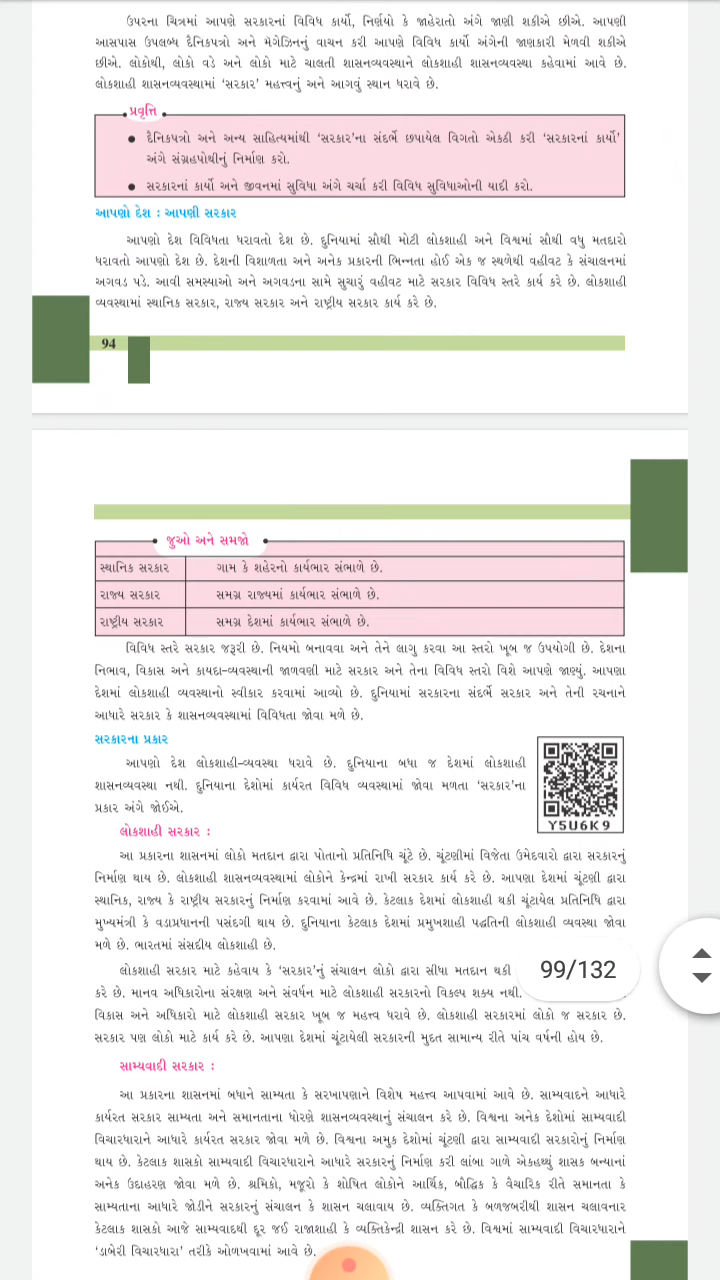 ઉપરના ચિત્રમાં આપણે સરકારનાં વિવિધ કાર્યો, નિર્ણયો કે જાહેરાતો અંગે જાણી શકીએ છીએ. આપણી
આસપાસ ઉપલબ્ધ દૈનિકપત્રો અને મેગેઝિનનું વાચન કરી આપણે વિવિધ કાર્યો અંગેની જાણકારી મેળવી શકીએ
છીએ. લોકોથી, લોકો વડે અને લોકો માટે ચાલતી શાસનવ્યવસ્થાને લોકશાહી શાસનવ્યવસ્થા કહેવામાં આવે છે.
લોકશાહી શાસનવ્યવસ્થામાં ‘સરકાર’ મહત્ત્વનું અને આગવું સ્થાન ધરાવે છે.
પ્રવૃત્તિ
● દૈનિકપત્રો અને અન્ય સાહિત્યમાંથી ‘સરકાર’ના સંદર્ભે છપાયેલ વિગતો એકઠી કરી ‘સરકારનાં કાર્યો’
અંગે સંગ્રહપોથીનું નિર્માણ કરો.
● સરકારનાં કાર્યો અને જીવનમાં સુવિધા અંગે ચર્ચા કરી વિવિધ સુવિધાઓની યાદી કરો.
આપણો દેશ : આપણી સરકાર
આપણો દેશ વિવિધતા ધરાવતો દેશ છે. દુનિયામાં સૌથી મોટી લોકશાહી અને વિશ્વમાં સૌથી વધુ મતદારો
ધરાવતો આપણો દેશ છે. દેશની વિશાળતા અને અનેક પ્રકારની ભિન્નતા હોઈ એક જ સ્થળેથી વહીવટ કે સંચાલનમાં
અગવડ પડે. આવી સમસ્યાઓ અને અગવડના સામે સુચારું વહીવટ માટે સરકાર વિવિધ સ્તરે કાર્ય કરે છે. લોકશાહી
વ્યવસ્થામાં સ્થાનિક સરકાર, રાજ્ય સરકાર અને રાષ્ટ્રીય સરકાર કાર્ય કરે છે.
94
જુઓ અને સમજો
સ્થાનિક સરકાર ગામ કે શહેરનો કાર્યભાર સંભાળે છે.
રાજ્ય સરકાર સમગ્ર રાજ્યમાં કાર્યભાર સંભાળે છે.
રાષ્ટ્રીય સરકાર સમગ્ર દેશમાં કાર્યભાર સંભાળે છે.
વિવિધ સ્તરે સરકાર જરૂરી છે. નિયમો બનાવવા અને તેને લાગુ કરવા આ સ્તરો ખૂબ જ ઉપયોગી છે. દેશના
નિભાવ, વિકાસ અને કાયદા-વ્યવસ્થાની જાળવણી માટે સરકાર અને તેના વિવિધ સ્તરો વિશે આપણે જાણ્યું. આપણા
દેશમાં લોકશાહી વ્યવસ્થાનો સ્વીકાર કરવામાં આવ્યો છે. દુનિયામાં સરકારના સંદર્ભે સરકાર અને તેની રચનાને
આધારે સરકાર કે શાસનવ્યવસ્થામાં વિવિધતા જોવા મળે છે.
સરકારના પ્રકાર
આપણો દેશ લોકશાહી-વ્યવસ્થા ધરાવે છે. દુનિયાના બધા જ દેશમાં લોકશાહી
શાસનવ્યવસ્થા નથી. દુનિયાના દેશોમાં કાર્યરત વિવિધ વ્યવસ્થામાં જોવા મળતા ‘સરકાર’ના
પ્રકાર અંગે જોઈએ.
Y5U6K9
લોકશાહી સરકાર :
આ પ્રકારના શાસનમાં લોકો મતદાન દ્વારા પોતાનો પ્રતિનિધિ ચૂંટે છે. ચૂંટણીમાં વિજેતા ઉમેદવારો દ્વારા સરકારનું
નિર્માણ થાય છે. લોકશાહી શાસનવ્યવસ્થામાં લોકોને કેન્દ્રમાં રાખી સરકાર કાર્ય કરે છે. આપણા દેશમાં ચૂંટણી દ્વારા
સ્થાનિક, રાજ્ય કે રાષ્ટ્રીય સરકારનું નિર્માણ કરવામાં આવે છે. કેટલાક દેશમાં લોકશાહી થકી ચૂંટાયેલ પ્રતિનિધિ દ્વારા
મુખ્યમંત્રી કે વડાપ્રધાનની પસંદગી થાય છે. દુનિયાના કેટલાક દેશમાં પ્રમુખશાહી પદ્ધતિની લોકશાહી વ્યવસ્થા જોવા
મળે છે. ભારતમાં સંસદીય લોકશાહી છે.
લોકશાહી સરકાર માટે કહેવાય કે ‘સરકાર’નું સંચાલન લોકો દ્વારા સીધા મતદાન થકી
99/132
કરે છે. માનવ અધિકારોના સંરક્ષણ અને સંવર્ધન માટે લોકશાહી સરકારનો વિકલ્પ શક્ય નથી.
વિકાસ અને અધિકારો માટે લોકશાહી સરકાર ખૂબ જ મહત્ત્વ ધરાવે છે. લોકશાહી સરકારમાં લોકો જ સરકાર છે.
સરકાર પણ લોકો માટે કાર્ય કરે છે. આપણા દેશમાં ચૂંટાયેલી સરકારની મુદત સામાન્ય રીતે પાંચ વર્ષની હોય છે.
સામ્યવાદી સરકાર :
આ પ્રકારના શાસનમાં બધાને સામ્યતા કે સરખાપણાને વિશેષ મહત્ત્વ આપવામાં આવે છે. સામ્યવાદને આધારે
કાર્યરત સરકાર સામ્યતા અને સમાનતાના ધોરણે શાસનવ્યવસ્થાનું સંચાલન કરે છે. વિશ્વના અનેક દેશોમાં સામ્યવાદી
વિચારધારાને આધારે કાર્યરત સરકાર જોવા મળે છે. વિશ્વના અમુક દેશોમાં ચૂંટણી દ્વારા સામ્યવાદી સરકારોનું નિર્માણ
થાય છે. કેટલાક શાસકો સામ્યવાદી વિચારધારાને આધારે સરકારનું નિર્માણ કરી લાંબા ગાળે એકહથ્થું શાસક બન્યાનાં
અનેક ઉદાહરણ જોવા મળે છે. શ્રમિકો, મજૂરો કે શોષિત લોકોને આર્થિક, બૌદ્ધિક કે વૈચારિક રીતે સમાનતા કે
સામ્યતાના આધારે જોડીને સરકારનું સંચાલન કે શાસન ચલાવાય છે. વ્યક્તિગત કે બળજબરીથી શાસન ચલાવનાર
કેટલાક શાસકો આજે સામ્યવાદથી દૂર જઈ રાજાશાહી કે વ્યક્તિકેન્દ્રી શાસન કરે છે. વિશ્વમાં સામ્યવાદી વિચારધારાને
‘ડાબેરી વિચારધારા’ તરીકે ઓળખવામાં આવે છે.